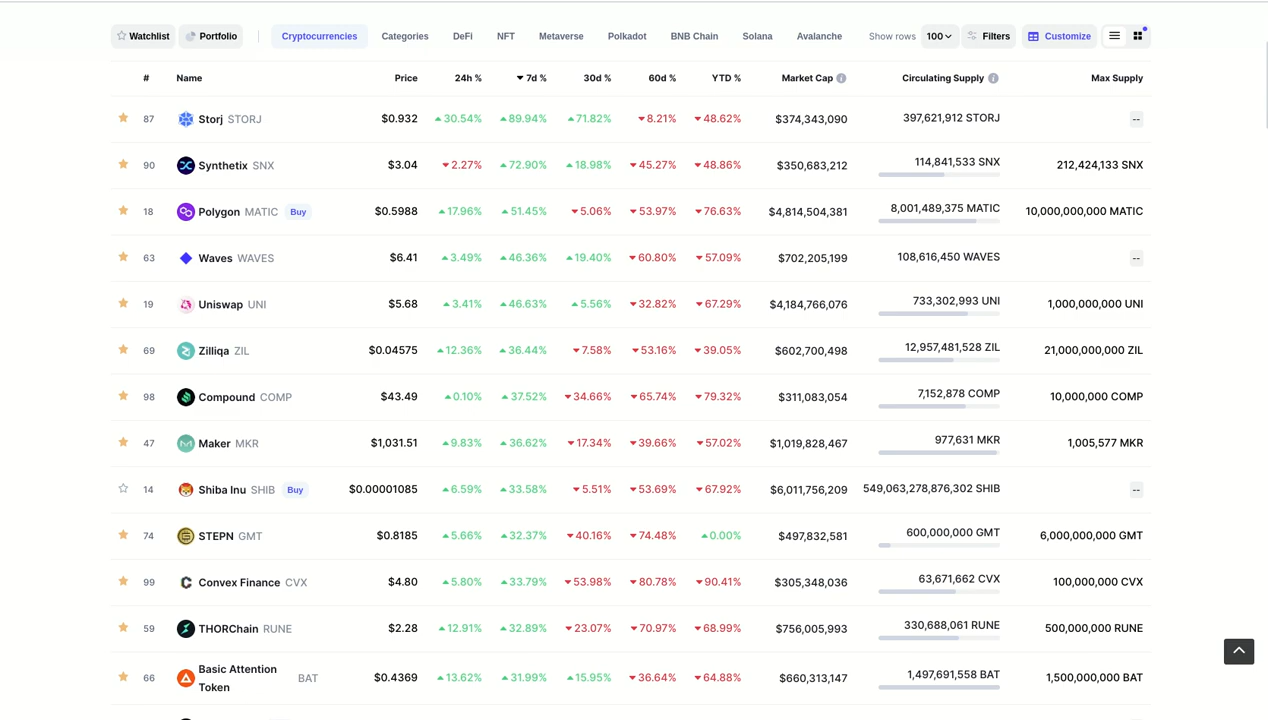 Watchlist Portfolio Cryptocurrencies Categories DeFi NFT Metaverse Polkadot BNB Chain Solana Avalanche Show rows 100 Filters Customize
# Name Price 24h % 7d % 30d % 60d % YTD % Market Cap Circulating Supply Max Supply
87 Storj STORJ $0.932 30.54% 89.94% 71.82% 8.21% 48.62% $374,343,090 397,621,912 STORJ --
90 Synthetix SNX $3.04 2.27% 72.90% 18.98% 45.27% 48.86% $350,683,212 114,841,533 SNX 212,424,133 SNX
18 Polygon MATIC Buy $0.5988 17.96% 51.45% 5.06% 53.97% 76.63% $4,814,504,381 8,001,489,375 MATIC 10,000,000,000 MATIC
63 Waves WAVES $6.41 3.49% 46.36% 19.40% 60.80% 57.09% $702,205,199 108,616,450 WAVES --
19 Uniswap UNI $5.68 3.41% 46.63% 5.56% 32.82% 67.29% $4,184,766,076 733,302,993 UNI 1,000,000,000 UNI
69 Zilliqa ZIL $0.04575 12.36% 36.44% 7.58% 53.16% 39.05% $602,700,498 12,957,481,528 ZIL 21,000,000,000 ZIL
98 Compound COMP $43.49 0.10% 37.52% 34.66% 65.74% 79.32% $311,083,054 7,152,878 COMP 10,000,000 COMP
47 Maker MKR $1,031.51 9.83% 36.62% 17.34% 39.66% 57.02% $1,019,828,467 977,631 MKR 1,005,577 MKR
14 Shiba Inu SHIB Buy $0.00001085 6.59% 33.58% 5.51% 53.69% 67.92% $6,011,756,209 549,063,278,876,302 SHIB --
74 STEPN GMT $0.8185 5.66% 32.37% 40.16% 74.48% 0.00% $497,832,581 600,000,000 GMT 6,000,000,000 GMT
99 Convex Finance CVX $4.80 5.80% 33.79% 53.98% 80.78% 90.41% $305,348,036 63,671,662 CVX 100,000,000 CVX
59 THORChain RUNE $2.28 12.91% 32.89% 23.07% 70.97% 68.99% $756,005,993 330,688,061 RUNE 500,000,000 RUNE
66 Basic Attention Token BAT $0.4369 13.62% 31.99% 15.95% 36.64% 64.88% $660,313,147 1,497,691,558 BAT 1,500,000,000 BAT